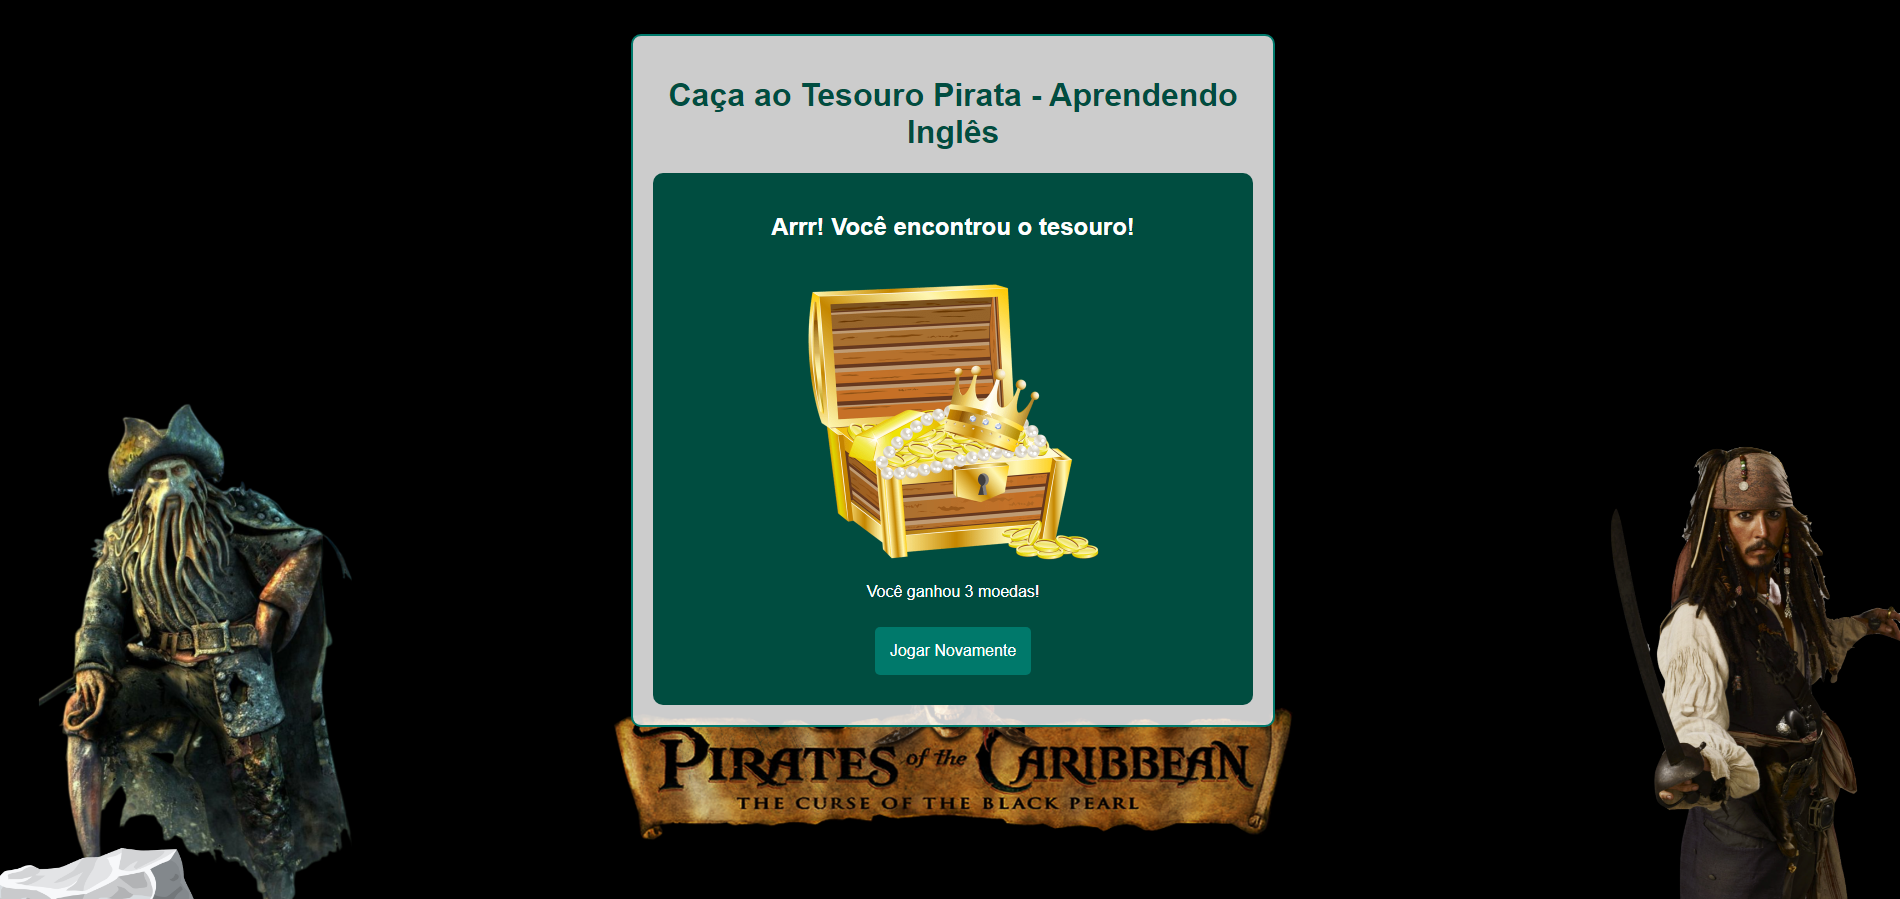 Caça ao Tesouro Pirata - Aprendendo
Inglês
Arrr! Você encontrou o tesouro!
Você ganhou 3 moedas!
Jogar Novamente
PIRATES of the CARIBBEAN
THE CURSE OF THE BLACK PEARL